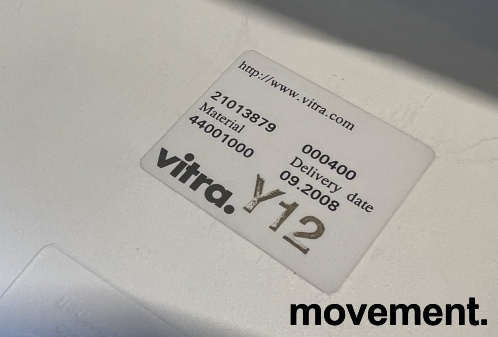 http://www.vitra.com
21013879 000400
Material Delivery date
44001000 09.2008
vitra. Y12
movement.